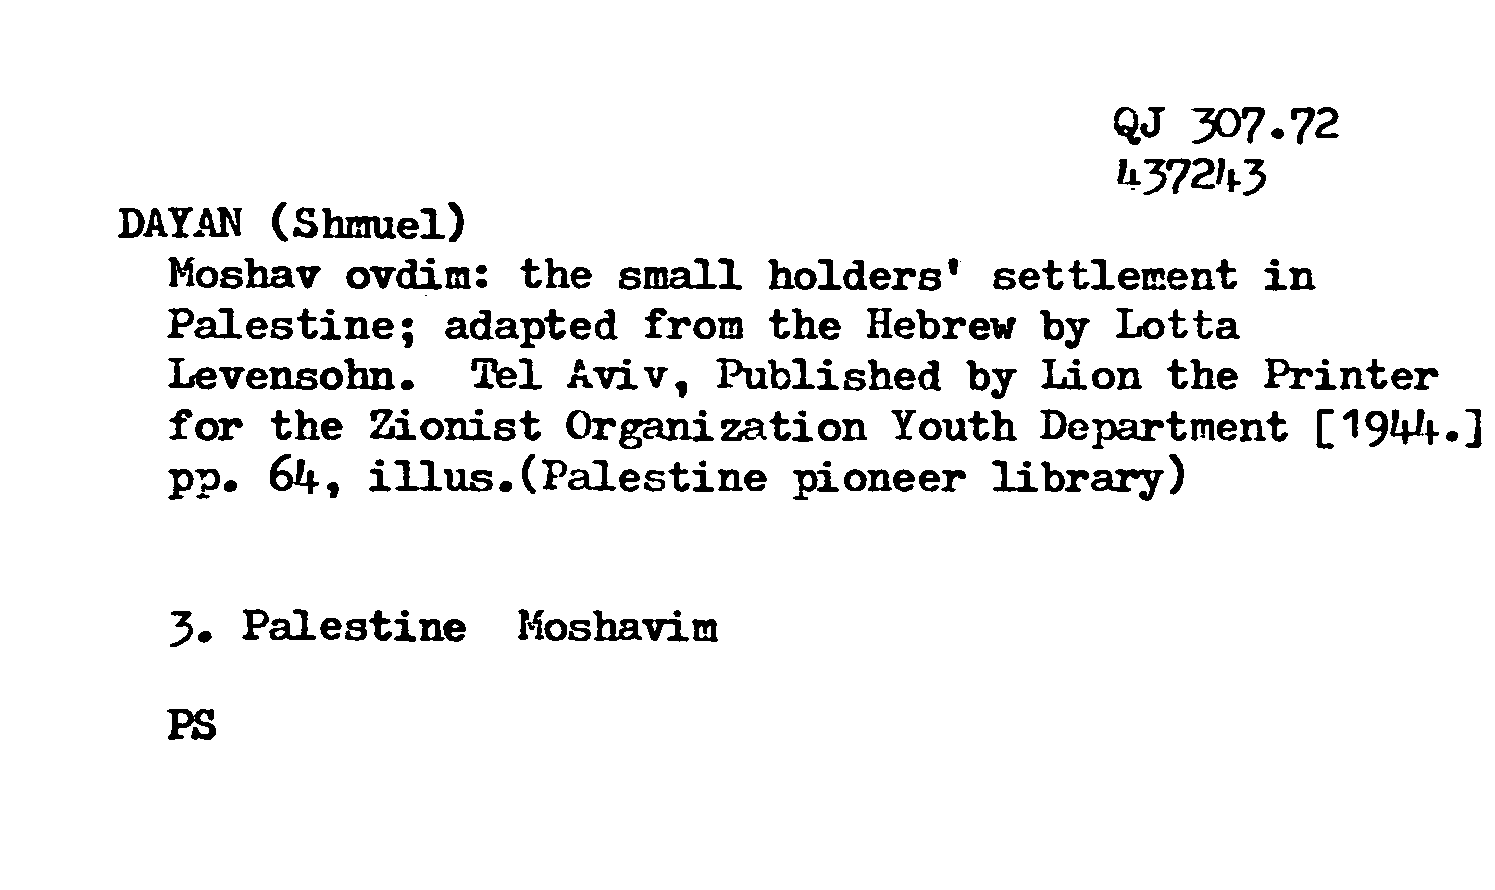 QJ 307.72
437243
DAYAN (Shmuel)
Moshav ovdim: the small holders' settlement in
Palestine; adapted from the Hebrew by Lotta
Levensohn. Tel Aviv, Published by Lion the Printer
for the Zionist Organization Youth Department [1944.]
pp. 64, illus.(Palestine pioneer library)
3. Palestine Moshavim
PS